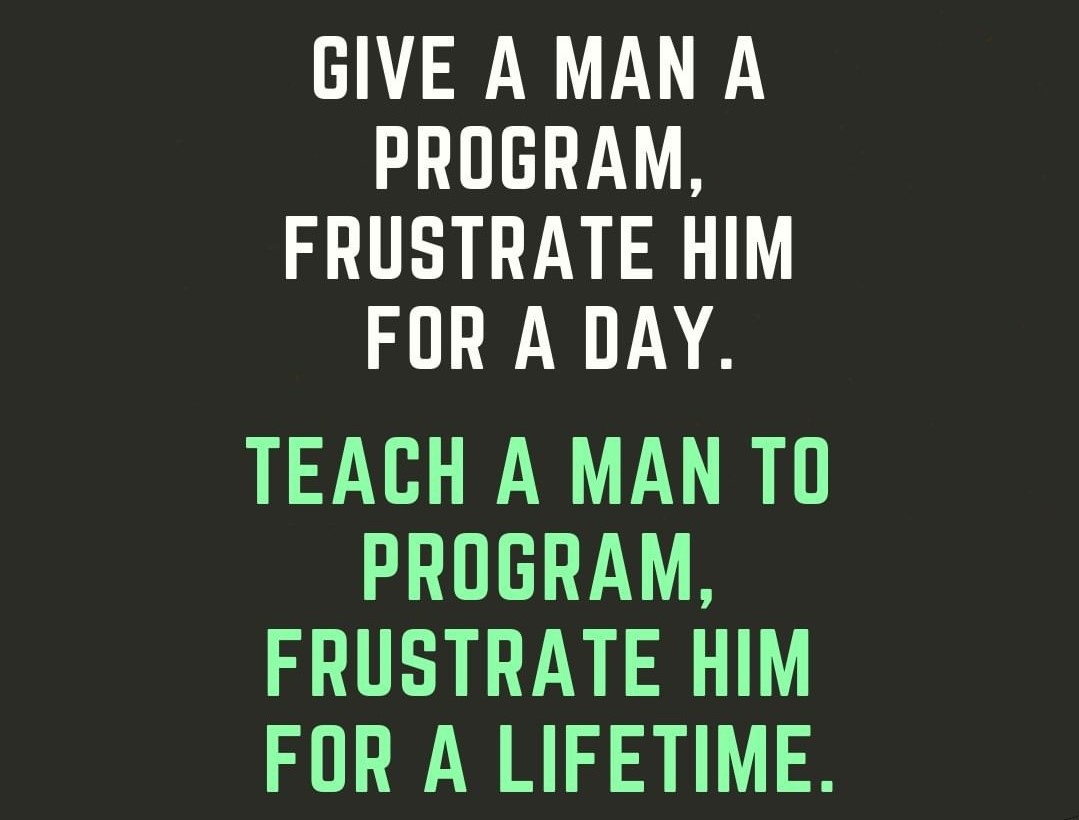 GIVE A MAN A
PROGRAM,
FRUSTRATE HIM
FOR A DAY.
TEACH A MAN TO
PROGRAM,
FRUSTRATE HIM
FOR A LIFETIME.